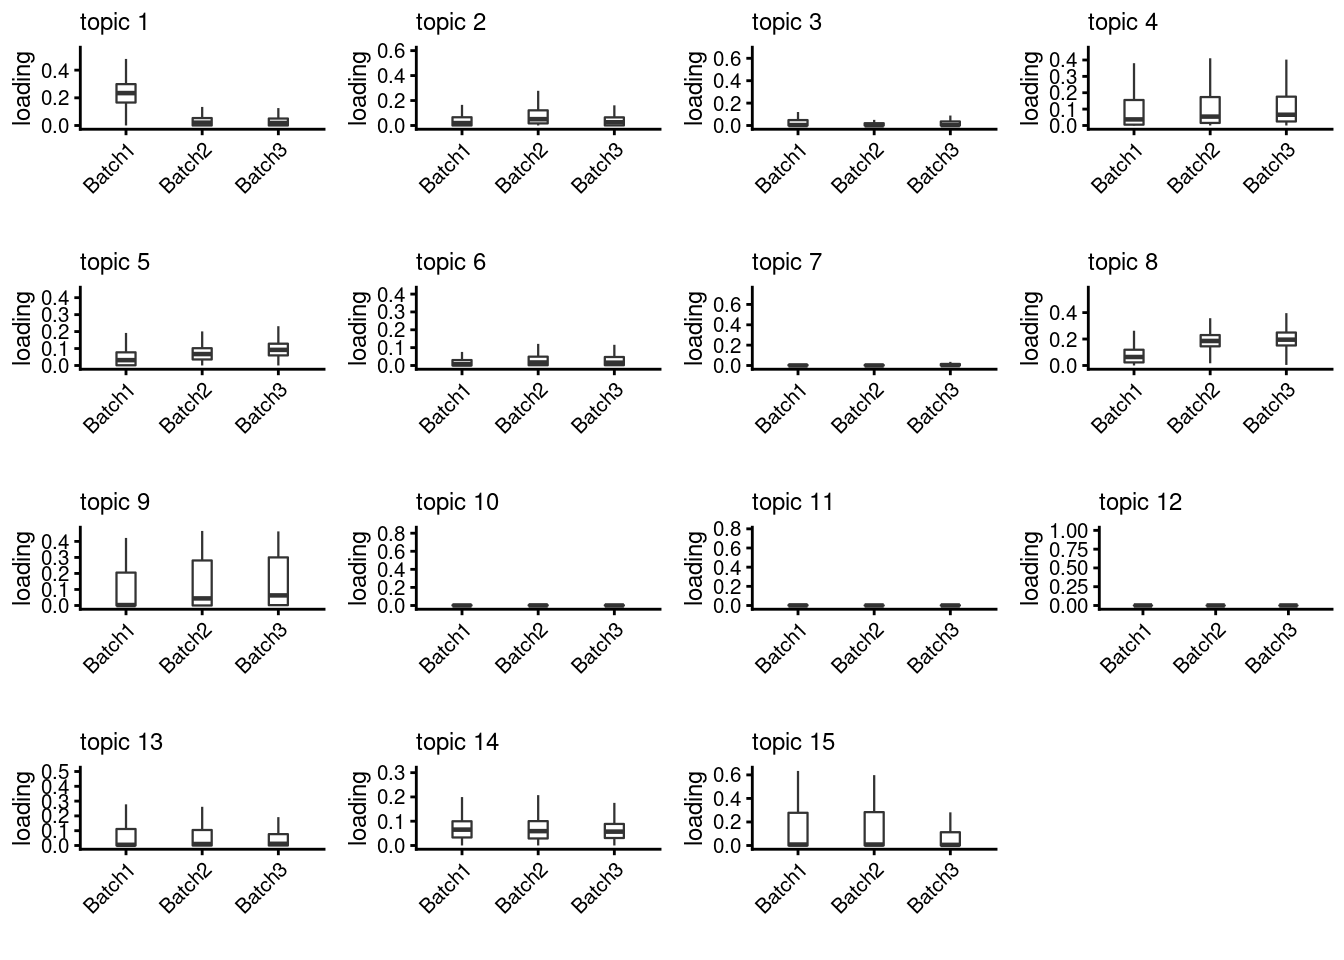 topic 1
loading
0.4
0.2
0.0
Batch1
Batch2
Batch3
topic 2
loading
0.6
0.4
0.2
0.0
Batch1
Batch2
Batch3
topic 3
loading
0.6
0.4
0.2
0.0
Batch1
Batch2
Batch3
topic 4
loading
0.4
0.3
0.2
0.1
0.0
Batch1
Batch2
Batch3
topic 5
loading
0.4
0.3
0.2
0.1
0.0
Batch1
Batch2
Batch3
topic 6
loading
0.4
0.3
0.2
0.1
0.0
Batch1
Batch2
Batch3
topic 7
loading
0.6
0.4
0.2
0.0
Batch1
Batch2
Batch3
topic 8
loading
0.4
0.2
0.0
Batch1
Batch2
Batch3
topic 9
loading
0.4
0.3
0.2
0.1
0.0
Batch1
Batch2
Batch3
topic 10
loading
0.8
0.6
0.4
0.2
0.0
Batch1
Batch2
Batch3
topic 11
loading
0.8
0.6
0.4
0.2
0.0
Batch1
Batch2
Batch3
topic 12
loading
1.00
0.75
0.50
0.25
0.00
Batch1
Batch2
Batch3
topic 13
loading
0.5
0.4
0.3
0.2
0.1
0.0
Batch1
Batch2
Batch3
topic 14
loading
0.3
0.2
0.1
0.0
Batch1
Batch2
Batch3
topic 15
loading
0.6
0.4
0.2
0.0
Batch1
Batch2
Batch3